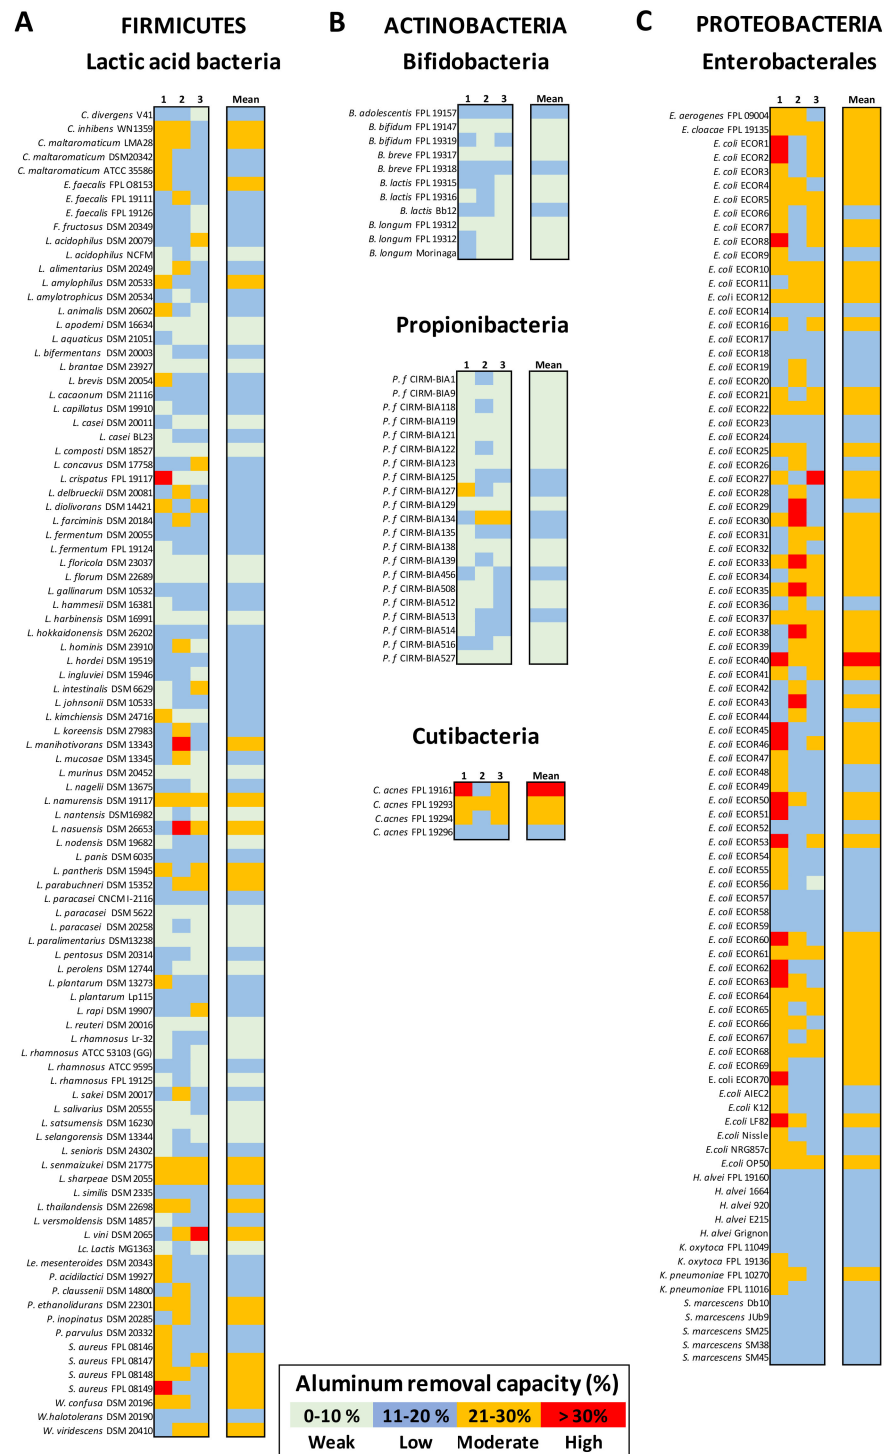 A
FIRMICUTES
Lactic acid bacteria
1 2 3 Mean
C. divergens V41
C. inhibens WN1359
C. maltaromaticum LMA28
C. maltaromaticum DSM20342
C. maltaromaticum ATCC 35586
E. faecalis FPL O8153
E. faecalis FPL 19111
E. faecalis FPL 19126
F. fructosus DSM 20349
L. acidophilus DSM 20079
L. acidophilus NCFM
L. alimentarius DSM 20249
L. amylophilus DSM 20533
L. amylotrophicus DSM 20534
L. animalis DSM 20602
L. apodemi DSM 16634
L. aquaticus DSM 21051
L. bifermentans DSM 20003
L. brantae DSM 23927
L. brevis DSM 20054
L. cacaonum DSM 21116
L. capillatus DSM 19910
L. casei DSM 20011
L. casei BL23
L. composti DSM 18527
L. concavus DSM 17758
L. crispatus FPL 19117
L. delbrueckii DSM 20081
L. diolivorans DSM 14421
L. farciminis DSM 20184
L. fermentum DSM 20055
L. fermentum FPL 19124
L. floricola DSM 23037
L. florum DSM 22689
L. gallinarum DSM 10532
L. hammesii DSM 16381
L. harbinensis DSM 16991
L. hokkaidonensis DSM 26202
L. hominis DSM 23910
L. hordei DSM 19519
L. ingluviei DSM 15946
L. intestinalis DSM 6629
L. johnsonii DSM 10533
L. kimchiensis DSM 24716
L. koreensis DSM 27983
L. manihotivorans DSM 13343
L. mucosae DSM 13345
L. murinus DSM 20452
L. nagelii DSM 13675
L. namurensis DSM 19117
L. nantensis DSM16982
L. nasuensis DSM 26653
L. nodensis DSM 19682
L. panis DSM 6035
L. pantheris DSM 15945
L. parabuchneri DSM 15352
L. paracasei CNCM I-2116
L. paracasei DSM 5622
L. paracasei DSM 20258
L. paralimentarius DSM13238
L. pentosus DSM 20314
L. perolens DSM 12744
L. plantarum DSM 13273
L. plantarum Lp115
L. rapi DSM 19907
L. reuteri DSM 20016
L. rhamnosus Lr-32
L. rhamnosus ATCC 53103 (GG)
L. rhamnosus ATCC 9595
L. rhamnosus FPL 19125
L. sakei DSM 20017
L. salivarius DSM 20555
L. satsumensis DSM 16230
L. selangorensis DSM 13344
L. senioris DSM 24302
L. senmaizukei DSM 21775
L. sharpeae DSM 2055
L. similis DSM 2335
L. thailandensis DSM 22698
L. versmoldensis DSM 14857
L. vini DSM 2065
Lc. Lactis MG1363
Le. mesenteroides DSM 20343
P. acidilactici DSM 19927
P. claussenii DSM 14800
P. ethanolidurans DSM 22301
P. inopinatus DSM 20285
P. parvulus DSM 20332
S. aureus FPL 08146
S. aureus FPL 08147
S. aureus FPL 08148
S. aureus FPL 08149
W. confusa DSM 20196
W.halotolerans DSM 20190
W. viridescens DSM 20410
B
ACTINOBACTERIA
Bifidobacteria
1 2 3 Mean
B. adolescentis FPL 19157
B. bifidum FPL 19147
B. bifidum FPL 19319
B. breve FPL 19317
B. breve FPL 19318
B. lactis FPL 19315
B. lactis FPL 19316
B. lactis Bb12
B. longum FPL 19312
B. longum FPL 19312
B. longum Morinaga
Propionibacteria
1 2 3 Mean
P. f CIRM-BIA1
P. f CIRM-BIA9
P. f CIRM-BIA118
P. f CIRM-BIA119
P. f CIRM-BIA121
P. f CIRM-BIA122
P. f CIRM-BIA123
P. f CIRM-BIA125
P. f CIRM-BIA127
P. f CIRM-BIA129
P. f CIRM-BIA134
P. f CIRM-BIA135
P. f CIRM-BIA138
P. f CIRM-BIA139
P. f CIRM-BIA456
P. f CIRM-BIA508
P. f CIRM-BIA512
P. f CIRM-BIA513
P. f CIRM-BIA514
P. f CIRM-BIA516
P. f CIRM-BIA527
Cutibacteria
1 2 3 Mean
C. acnes FPL 19161
C. acnes FPL 19293
C. acnes FPL 19294
C. acnes FPL 19296
C
PROTEOBACTERIA
Enterobacterales
1 2 3 Mean
E. aerogenes FPL 09004
E. cloacae FPL 19135
E. coli ECOR1
E. coli ECOR2
E. coli ECOR3
E. coli ECOR4
E. coli ECOR5
E. coli ECOR6
E. coli ECOR7
E. coli ECOR8
E. coli ECOR9
E. coli ECOR10
E. coli ECOR11
E. coli ECOR12
E. coli ECOR14
E. coli ECOR16
E. coli ECOR17
E. coli ECOR18
E. coli ECOR19
E. coli ECOR20
E. coli ECOR21
E. coli ECOR22
E. coli ECOR23
E. coli ECOR24
E. coli ECOR25
E. coli ECOR26
E. coli ECOR27
E. coli ECOR28
E. coli ECOR29
E. coli ECOR30
E. coli ECOR31
E. coli ECOR32
E. coli ECOR33
E. coli ECOR34
E. coli ECOR35
E. coli ECOR36
E. coli ECOR37
E. coli ECOR38
E. coli ECOR39
E. coli ECOR40
E. coli ECOR41
E. coli ECOR42
E. coli ECOR43
E. coli ECOR44
E. coli ECOR45
E. coli ECOR46
E. coli ECOR47
E. coli ECOR48
E. coli ECOR49
E. coli ECOR50
E. coli ECOR51
E. coli ECOR52
E. coli ECOR53
E. coli ECOR54
E. coli ECOR55
E. coli ECOR56
E. coli ECOR57
E. coli ECOR58
E. coli ECOR59
E. coli ECOR60
E. coli ECOR61
E. coli ECOR62
E. coli ECOR63
E. coli ECOR64
E. coli ECOR65
E. coli ECOR66
E. coli ECOR67
E. coli ECOR68
E. coli ECOR69
E. coli ECOR70
E.coli AIEC2
E.coli K12
E.coli LF82
E.coli Nissle
E.coli NRG857c
E.coli OP50
H. alvei FPL 19160
H. alvei 1664
H. alvei 920
H. alvei E215
H. alvei Grignon
K. oxytoca FPL 11049
K. oxytoca FPL 19136
K. pneumoniae FPL 10270
K. pneumoniae FPL 11016
S. marcescens Db10
S. marcescens JUb9
S. marcescens SM25
S. marcescens SM38
S. marcescens SM45
Aluminum removal capacity (%)
0-10 % 11-20 % 21-30% > 30%
Weak Low Moderate High